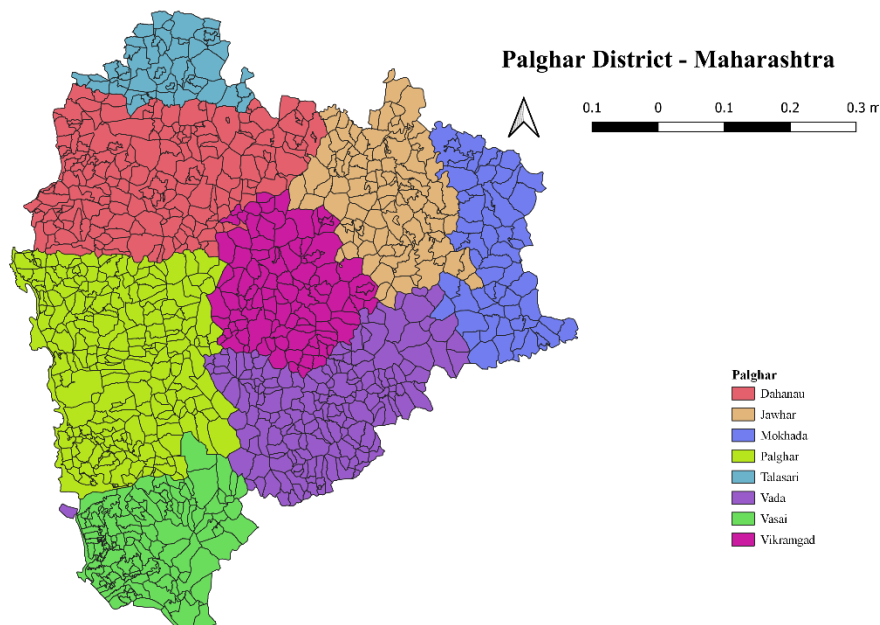 Palghar District - Maharashtra
0.1 0 0.1 0.2 0.3 m
Palghar
Dahanau
Jawhar
Mokhada
Palghar
Talasari
Vada
Vasai
Vikramgad